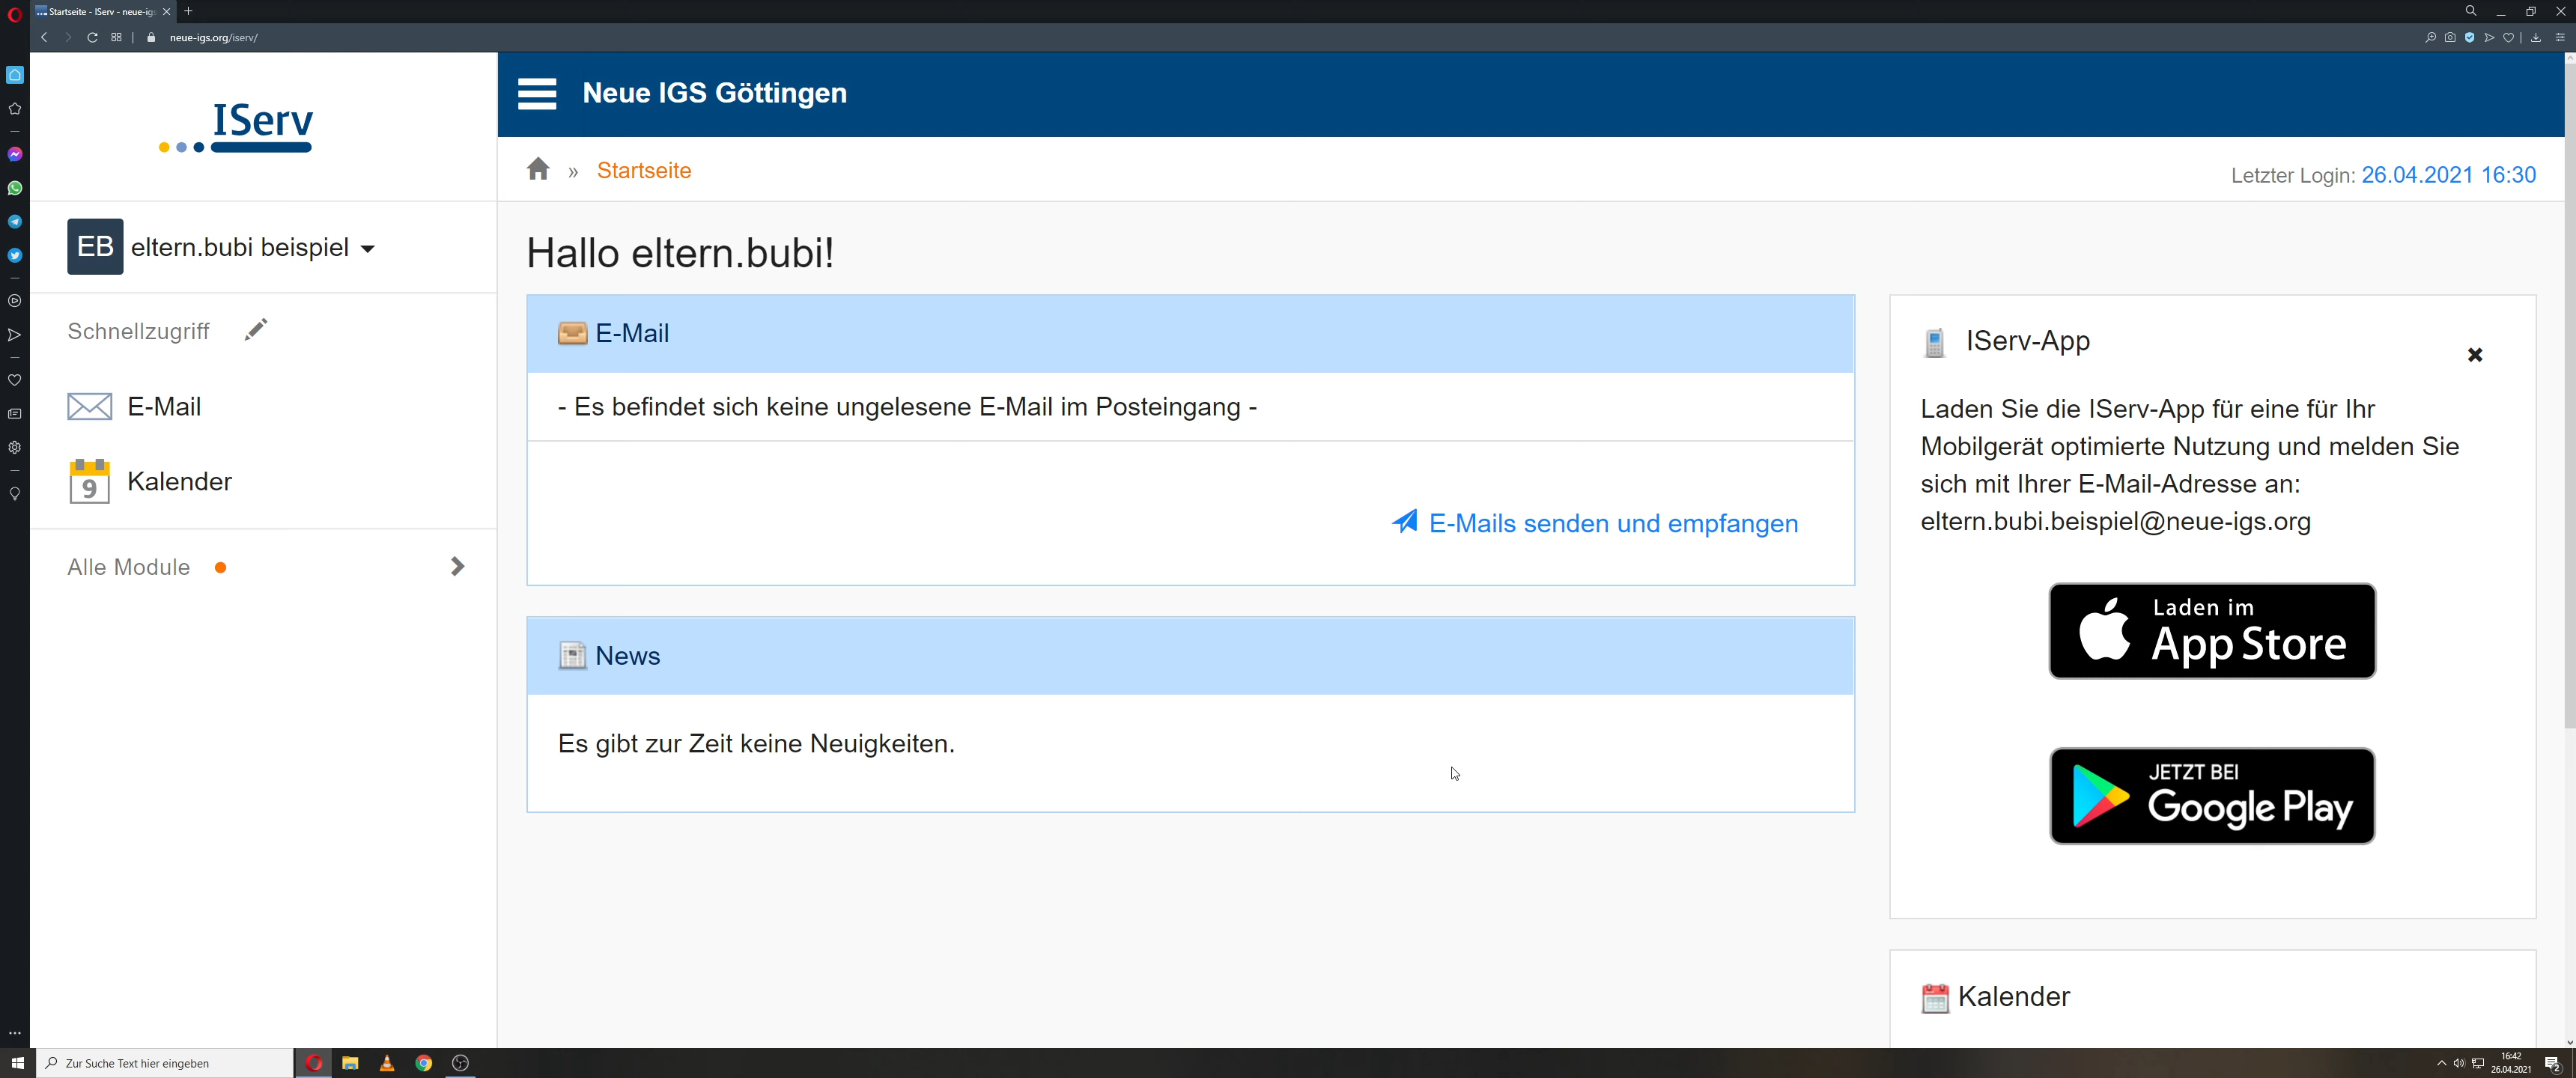 Startseite - IServ - neue-igs
neue-igs.org/iserv/
IServ
Neue IGS Göttingen
» Startseite
Letzter Login: 26.04.2021 16:30
EB eltern.bubi beispiel
Hallo eltern.bubi!
Schnellzugriff
E-Mail
9 Kalender
Alle Module
E-Mail
- Es befindet sich keine ungelesene E-Mail im Posteingang -
E-Mails senden und empfangen
News
Es gibt zur Zeit keine Neuigkeiten.
IServ-App
Laden Sie die IServ-App für eine für Ihr
Mobilgerät optimierte Nutzung und melden Sie
sich mit Ihrer E-Mail-Adresse an:
eltern.bubi.beispiel@neue-igs.org
Laden im
App Store
JETZT BEI
Google Play
Kalender
Zur Suche Text hier eingeben
16:42
26.04.2021
2